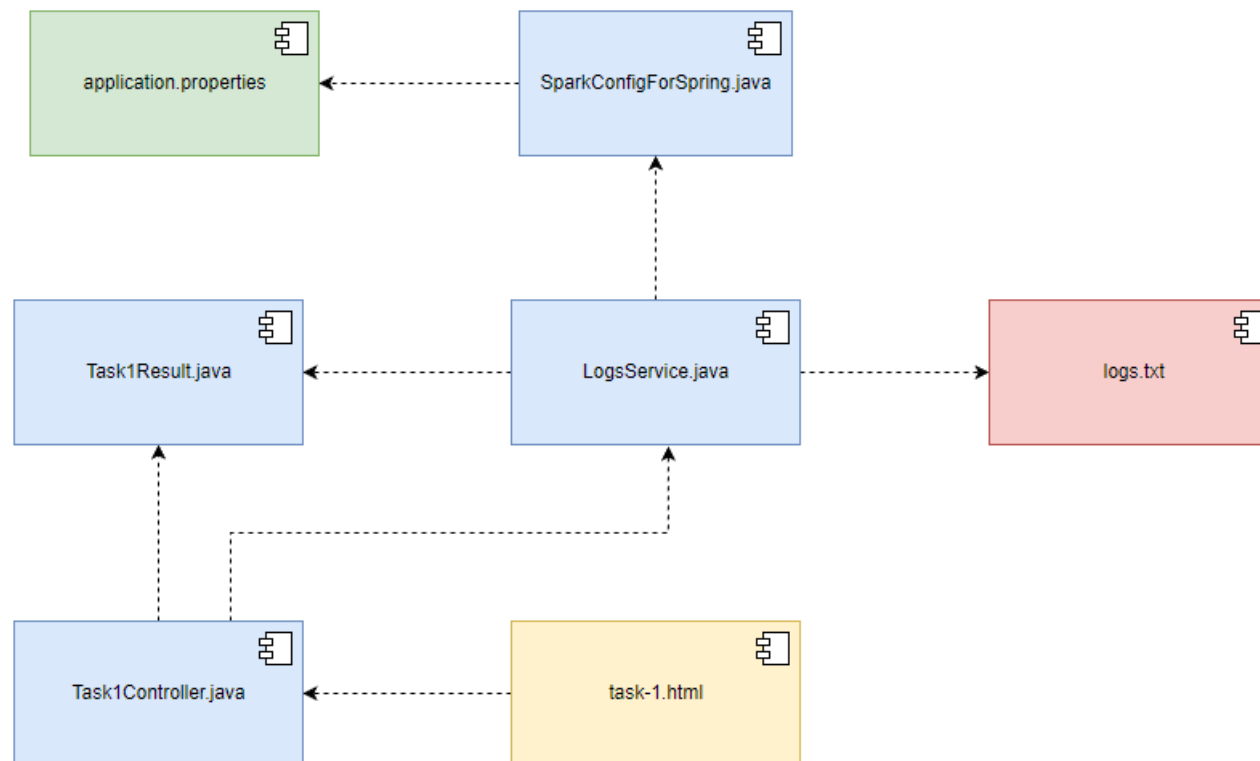 application.properties
SparkConfigForSpring.java
Task1Result.java
LogsService.java
logs.txt
Task1Controller.java
task-1.html